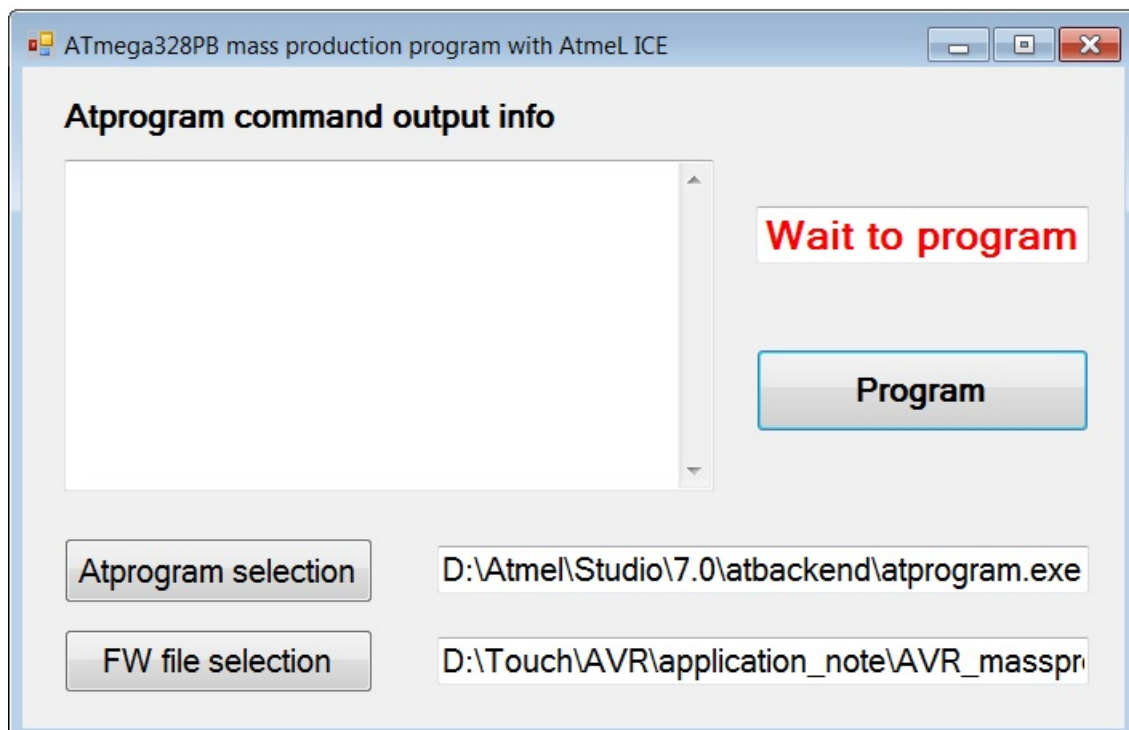 ATmega328PB mass production program with AtmeL ICE
Atprogram command output info
Wait to program
Program
Atprogram selection
D:\Atmel\Studio\7.0\atbackend\atprogram.exe
FW file selection
D:\Touch\AVR\application_note\AVR_masspr